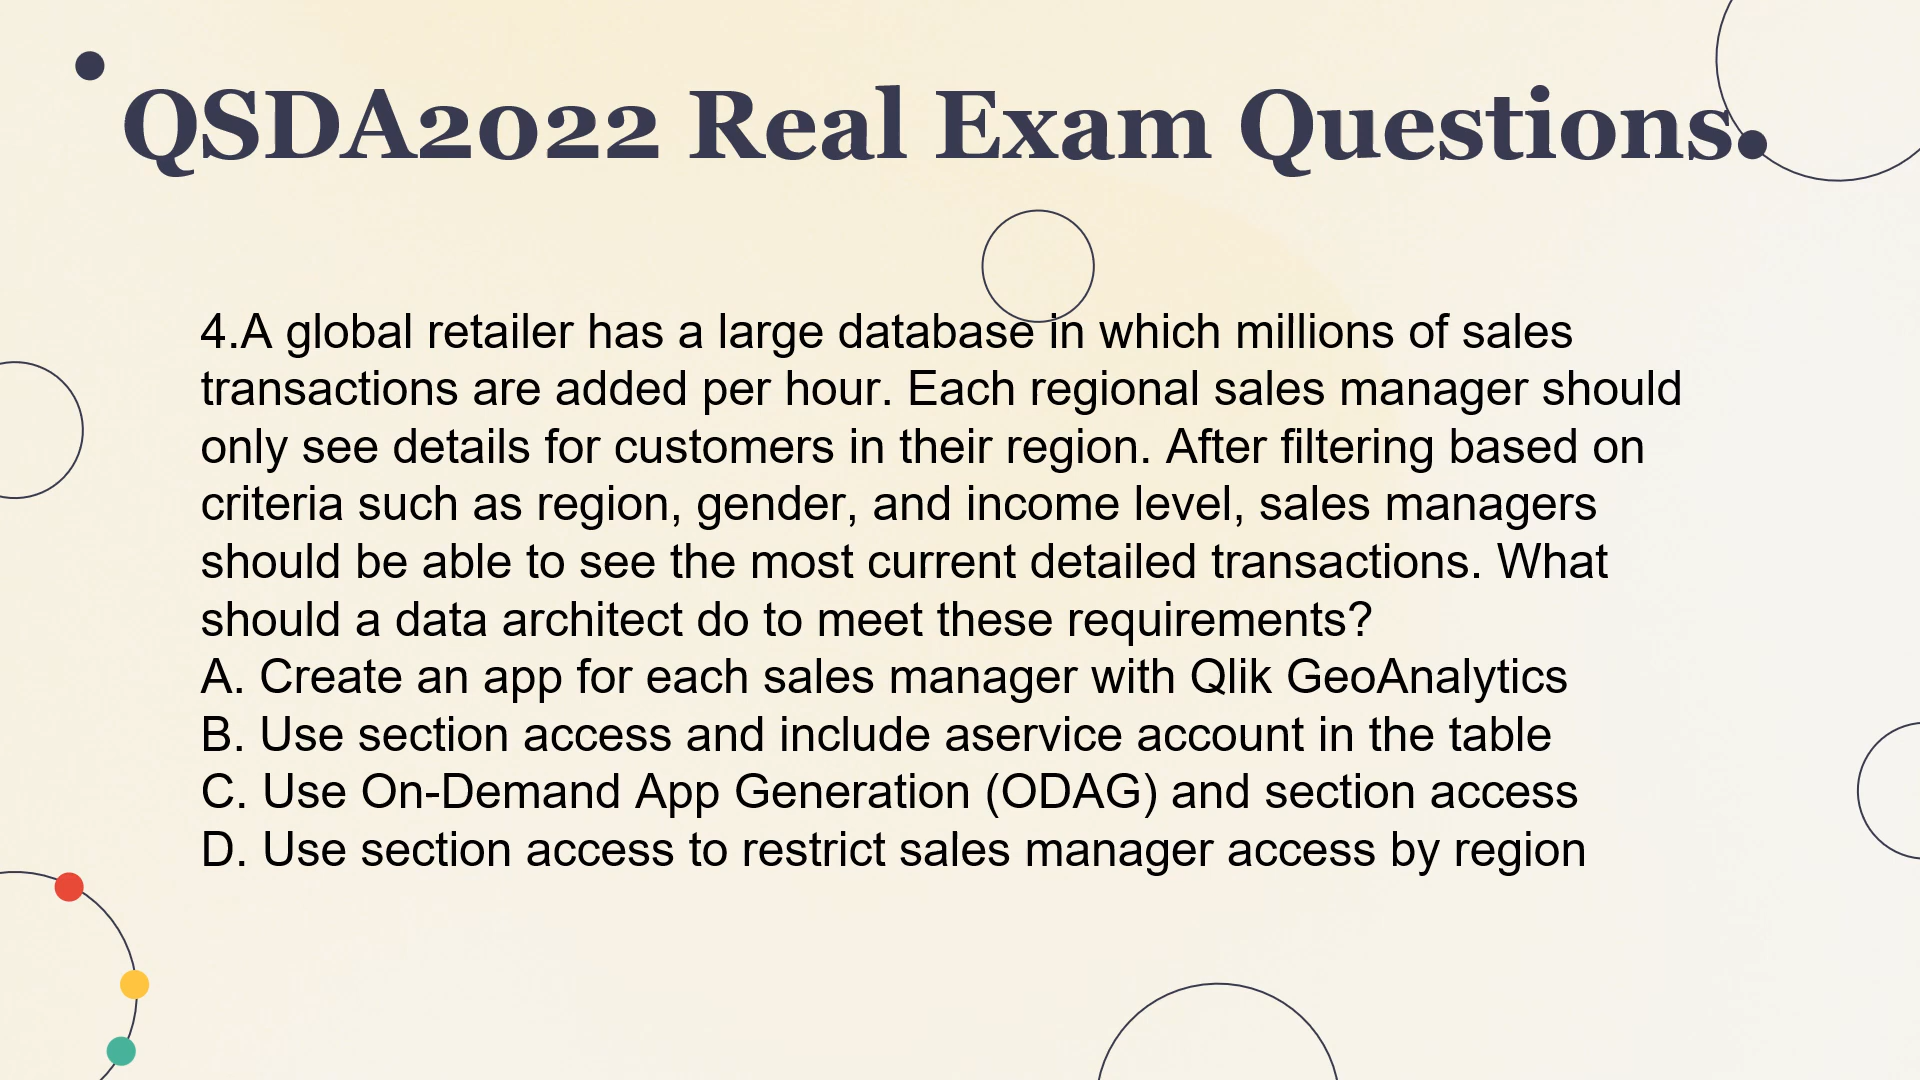 QSDA2022 Real Exam Questions
4.A global retailer has a large database in which millions of sales
transactions are added per hour. Each regional sales manager should
only see details for customers in their region. After filtering based on
criteria such as region, gender, and income level, sales managers
should be able to see the most current detailed transactions. What
should a data architect do to meet these requirements?
A. Create an app for each sales manager with Qlik GeoAnalytics
B. Use section access and include aservice account in the table
C. Use On-Demand App Generation (ODAG) and section access
D. Use section access to restrict sales manager access by region